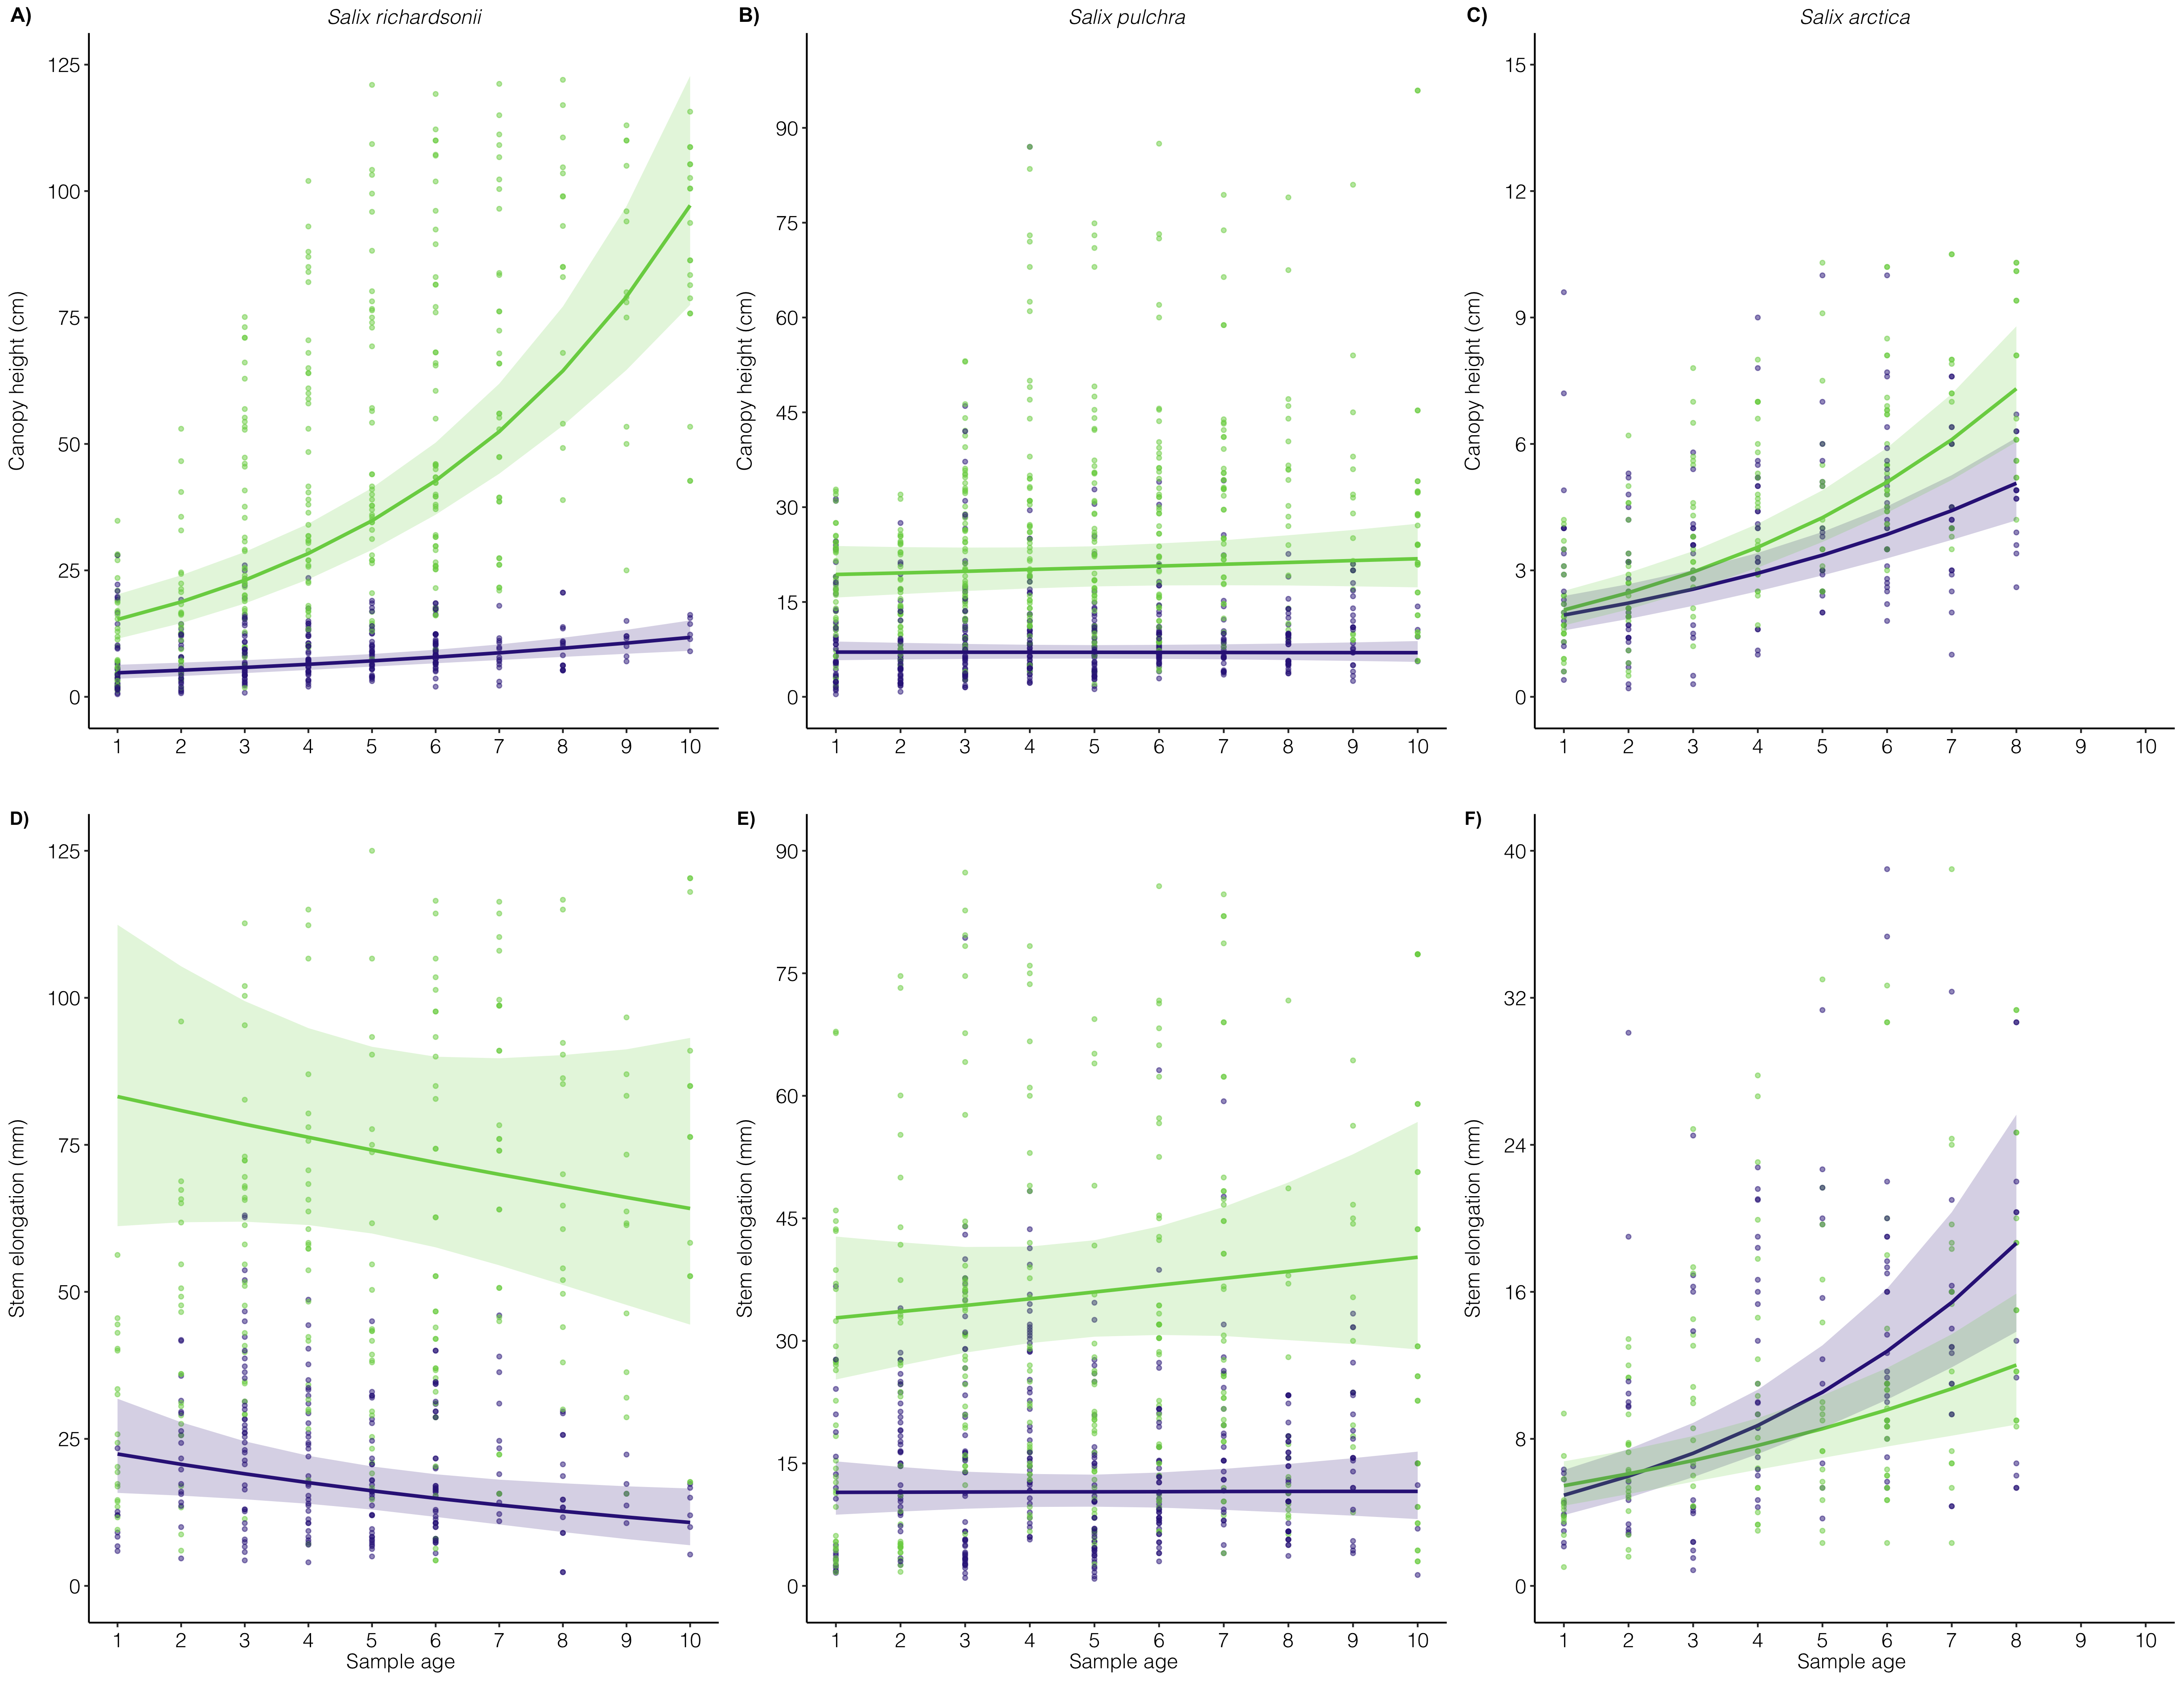 A)
Salix richardsonii
B)
Salix pulchra
C)
Salix arctica
Canopy height (cm)
125
100
75
50
25
0
1 2 3 4 5 6 7 8 9 10
Canopy height (cm)
90
75
60
45
30
15
0
1 2 3 4 5 6 7 8 9 10
Canopy height (cm)
15
12
9
6
3
0
1 2 3 4 5 6 7 8 9 10
D)
Stem elongation (mm)
125
100
75
50
25
0
1 2 3 4 5 6 7 8 9 10
Sample age
E)
Stem elongation (mm)
90
75
60
45
30
15
0
1 2 3 4 5 6 7 8 9 10
Sample age
F)
Stem elongation (mm)
40
32
24
16
8
0
1 2 3 4 5 6 7 8 9 10
Sample age